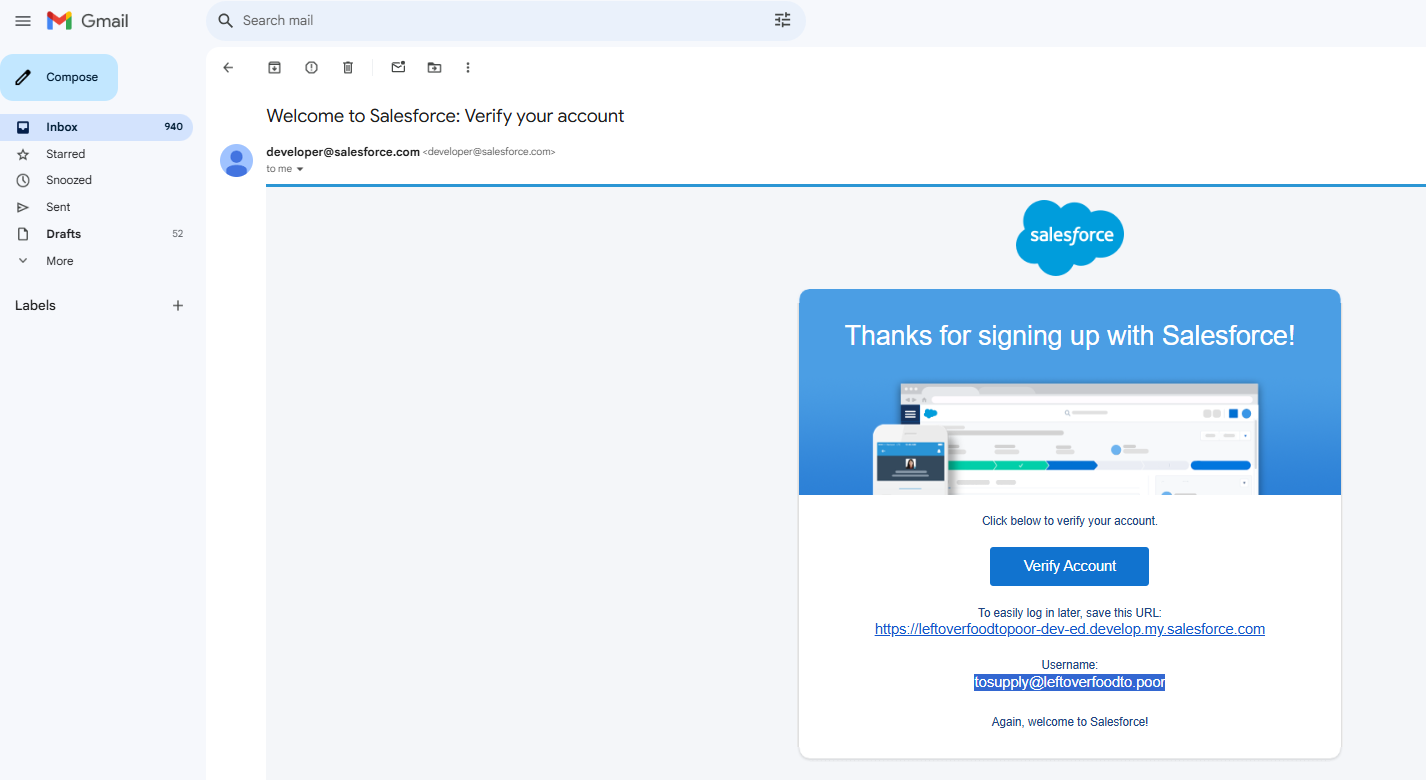 Gmail
Search mail
Compose
Inbox 940
Starred
Snoozed
Sent
Drafts 52
More
Labels
Welcome to Salesforce: Verify your account
developer@salesforce.com <developer@salesforce.com>
to me
salesforce
Thanks for signing up with Salesforce!
Click below to verify your account.
Verify Account
To easily log in later, save this URL:
https://leftoverfoodtopoor-dev-ed.develop.my.salesforce.com
Username:
tosupply@leftoverfoodto.poor
Again, welcome to Salesforce!